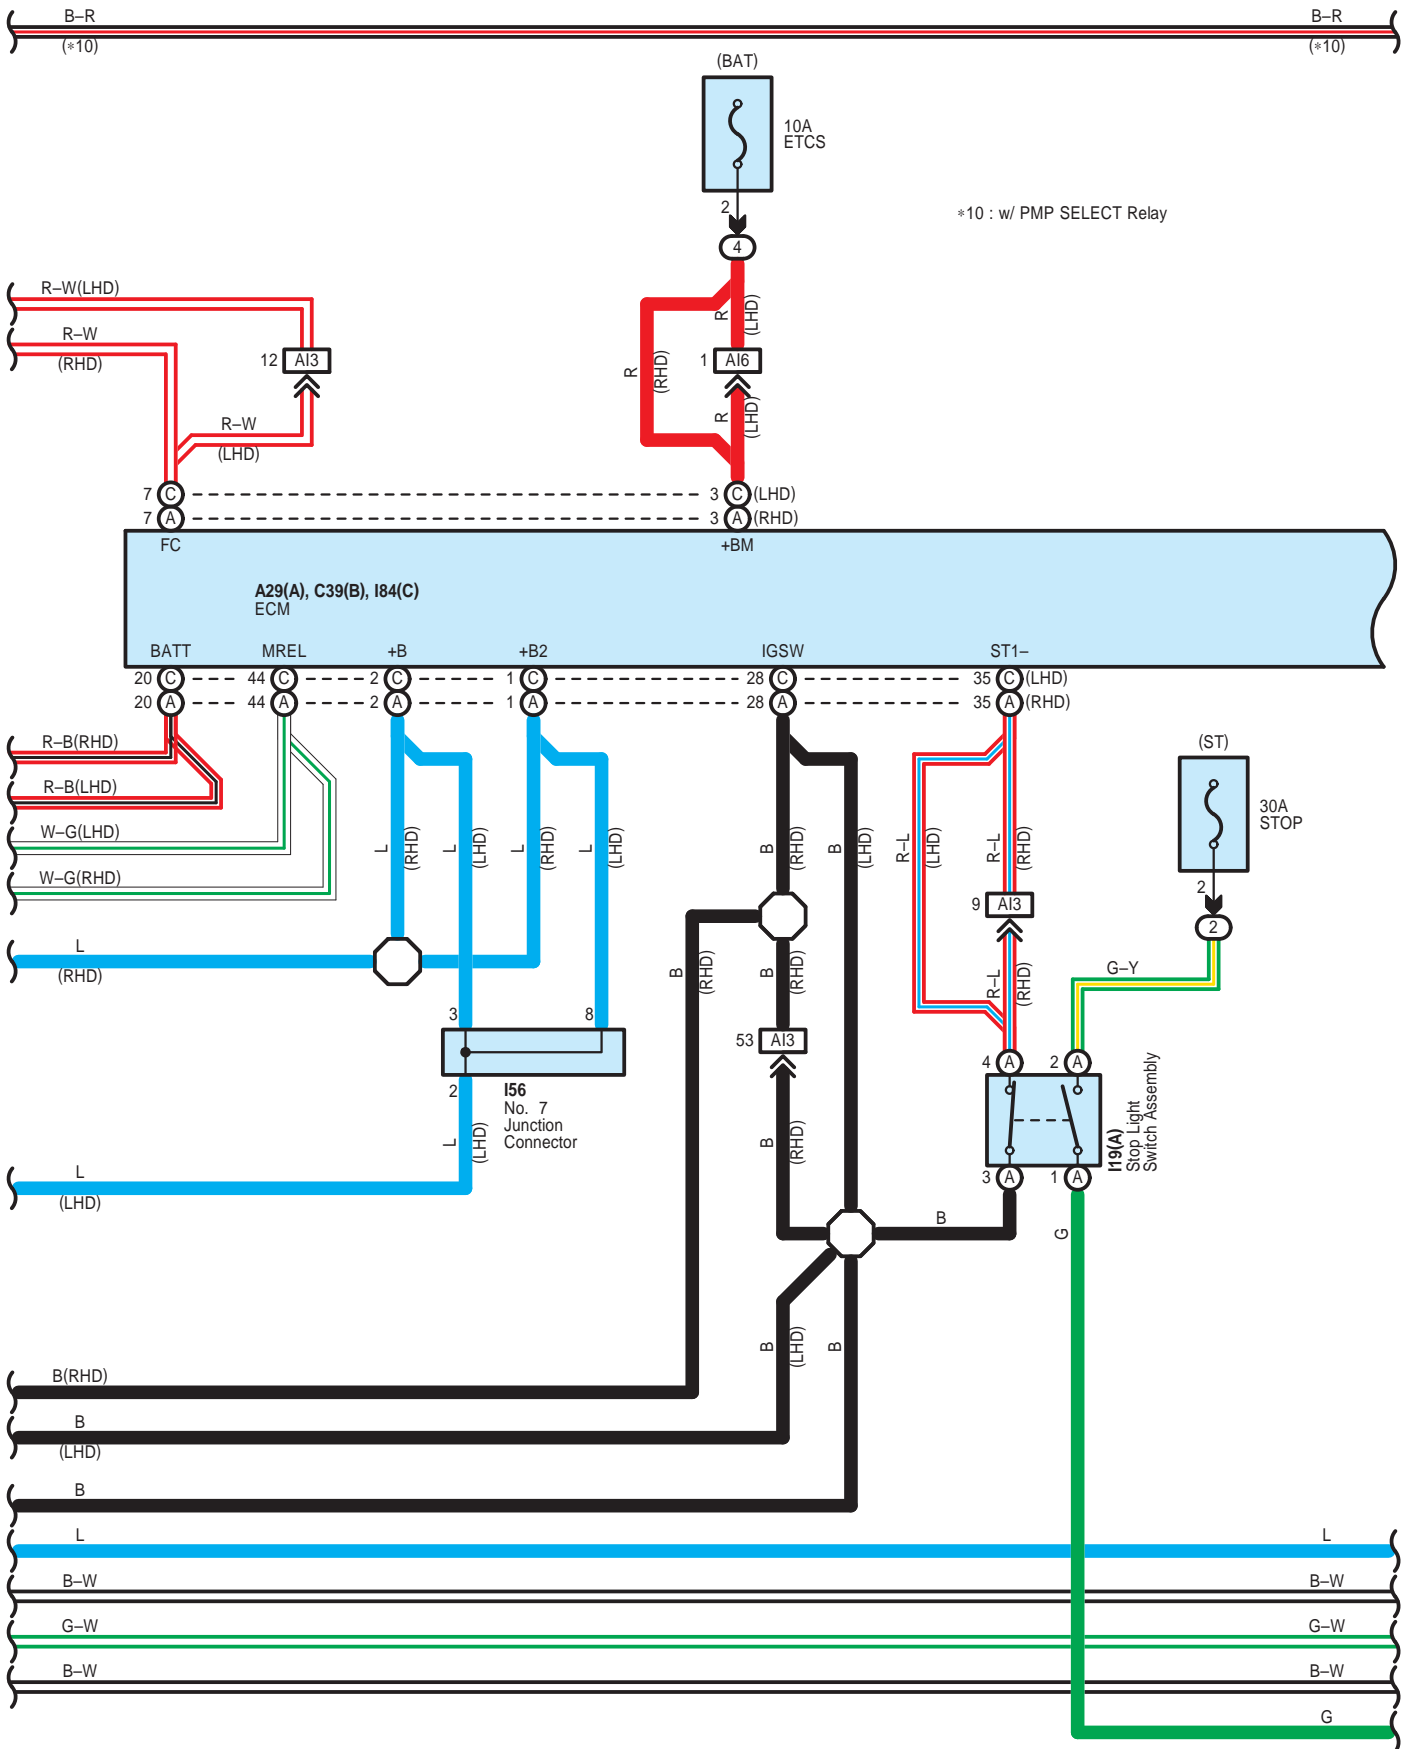 B–R
B–R
(∗10)
(∗10)
(BAT)
10A
ETCS
2
4
∗10 : w/ PMP SELECT Relay
R–W(LHD)
R–W
(RHD)
12 AI3
R–W
(LHD)
R
(LHD)
R
(RHD)
1 AI6
R
(LHD)
7 C
3 C (LHD)
7 A
3 A (RHD)
FC
+BM
A29(A), C39(B), I84(C)
ECM
BATT
MREL
+B
+B2
IGSW
ST1–
20 C
44 C
2 C
1 C
28 C
35 C (LHD)
20 A
44 A
2 A
1 A
28 A
35 A (RHD)
R–B(RHD)
R–B(LHD)
W–G(LHD)
W–G(RHD)
L
(RHD)
L
(LHD)
L
(RHD)
L
(LHD)
B
(RHD)
B
(LHD)
R–L
(LHD)
R–L
(RHD)
(ST)
30A
STOP
2
2
9 AI3
L
(RHD)
B
(RHD)
B
(RHD)
R–L
(RHD)
G–Y
3
8
53 AI3
4 A
2 A
2
I56
No. 7
Junction
Connector
L
(LHD)
B
(RHD)
I19(A)
Stop Light
Switch Assembly
3 A
1 A
L
(LHD)
B
G
B
(LHD)
B
B(RHD)
B
(LHD)
B
L
L
B–W
B–W
G–W
G–W
B–W
B–W
G